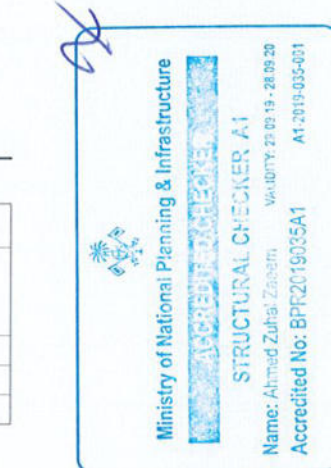 Ministry of National Planning & Infrastructure
ACCREDITED CHECKER
STRUCTURAL CHECKER A1
Name: Ahmed Zuhal Zaeem VALIDITY: 29.09.19 - 28.09.20
Accredited No: BPR2019035A1 A1-2019-035-001